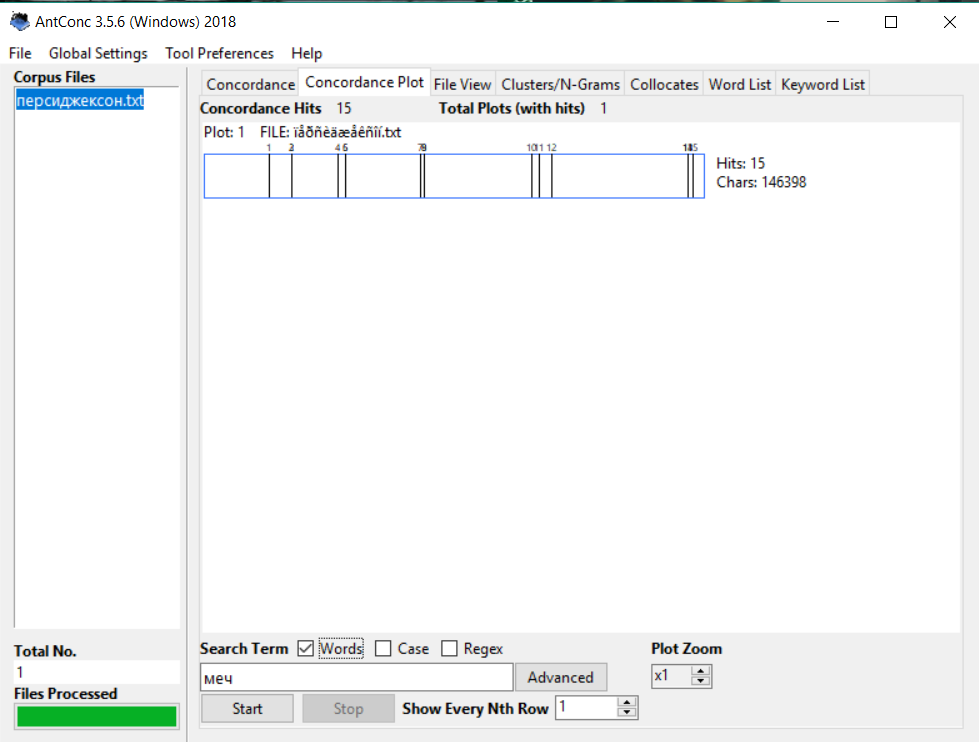 AntConc 3.5.6 (Windows) 2018
File Global Settings Tool Preferences Help
Corpus Files
персиджексон.txt
Concordance Concordance Plot File View Clusters/N-Grams Collocates Word List Keyword List
Concordance Hits 15 Total Plots (with hits) 1
Plot: 1 FILE: ïåðñèäæåêñîí.txt
1 2 4 5 7 8 10 11 12 14 15
Hits: 15
Chars: 146398
Total No.
1
Files Processed
Search Term Words Case Regex Plot Zoom
меч Advanced x1
Start Stop Show Every Nth Row 1